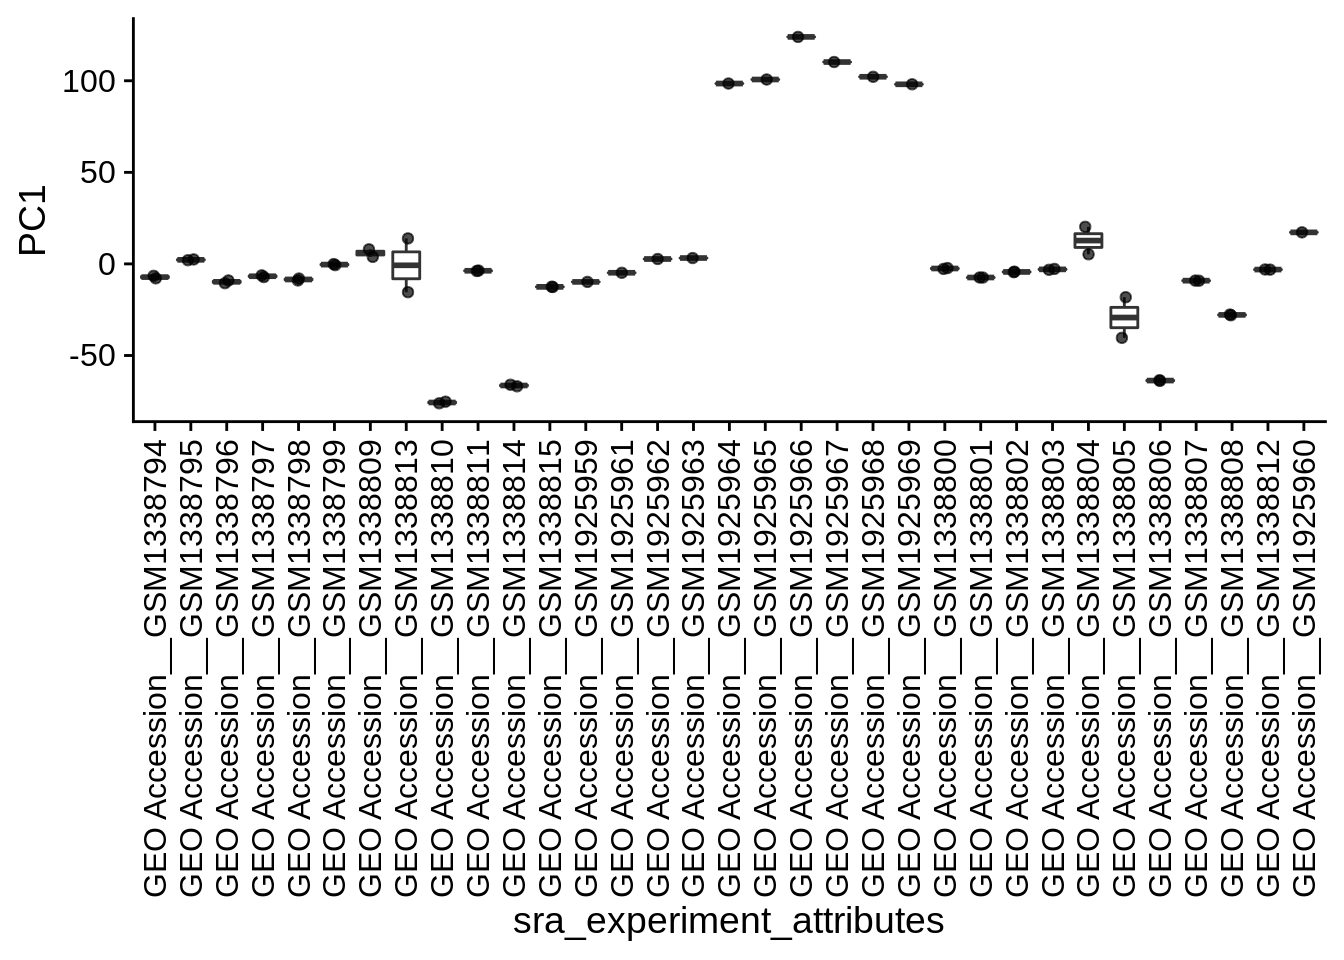 PC1
100
50
0
-50
GEO Accession__GSM1338794
GEO Accession__GSM1338795
GEO Accession__GSM1338796
GEO Accession__GSM1338797
GEO Accession__GSM1338798
GEO Accession__GSM1338799
GEO Accession__GSM1338809
GEO Accession__GSM1338813
GEO Accession__GSM1338810
GEO Accession__GSM1338811
GEO Accession__GSM1338814
GEO Accession__GSM1338815
GEO Accession__GSM1925959
GEO Accession__GSM1925961
GEO Accession__GSM1925962
GEO Accession__GSM1925963
GEO Accession__GSM1925964
GEO Accession__GSM1925965
GEO Accession__GSM1925966
GEO Accession__GSM1925967
GEO Accession__GSM1925968
GEO Accession__GSM1925969
GEO Accession__GSM1338800
GEO Accession__GSM1338801
GEO Accession__GSM1338802
GEO Accession__GSM1338803
GEO Accession__GSM1338804
GEO Accession__GSM1338805
GEO Accession__GSM1338806
GEO Accession__GSM1338807
GEO Accession__GSM1338808
GEO Accession__GSM1338812
GEO Accession__GSM1925960
sra_experiment_attributes